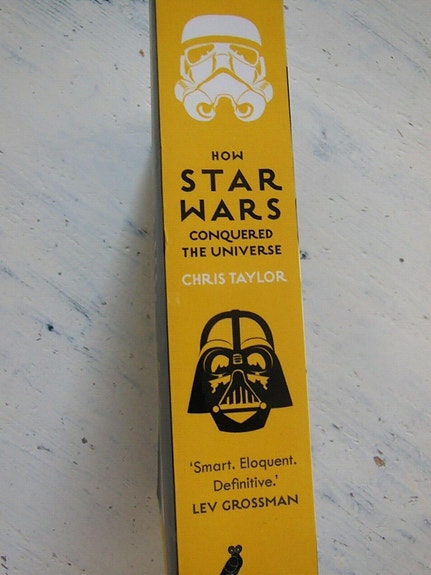 HOW
STAR
WARS
CONQUERED
THE UNIVERSE
CHRIS TAYLOR
‘Smart. Eloquent.
Definitive.’
LEV GROSSMAN